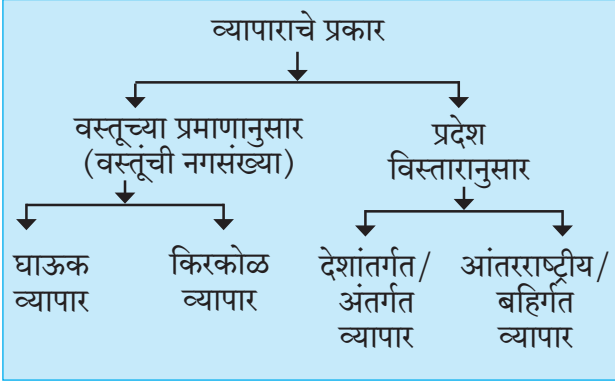 व्यापाराचे प्रकार
वस्तूच्या प्रमाणानुसार
(वस्तूंची नगसंख्या)
प्रदेश
विस्तारानुसार
घाऊक
व्यापार
किरकोळ
व्यापार
देशांतर्गत/
अंतर्गत
व्यापार
आंतरराष्ट्रीय/
बहिर्गत
व्यापार